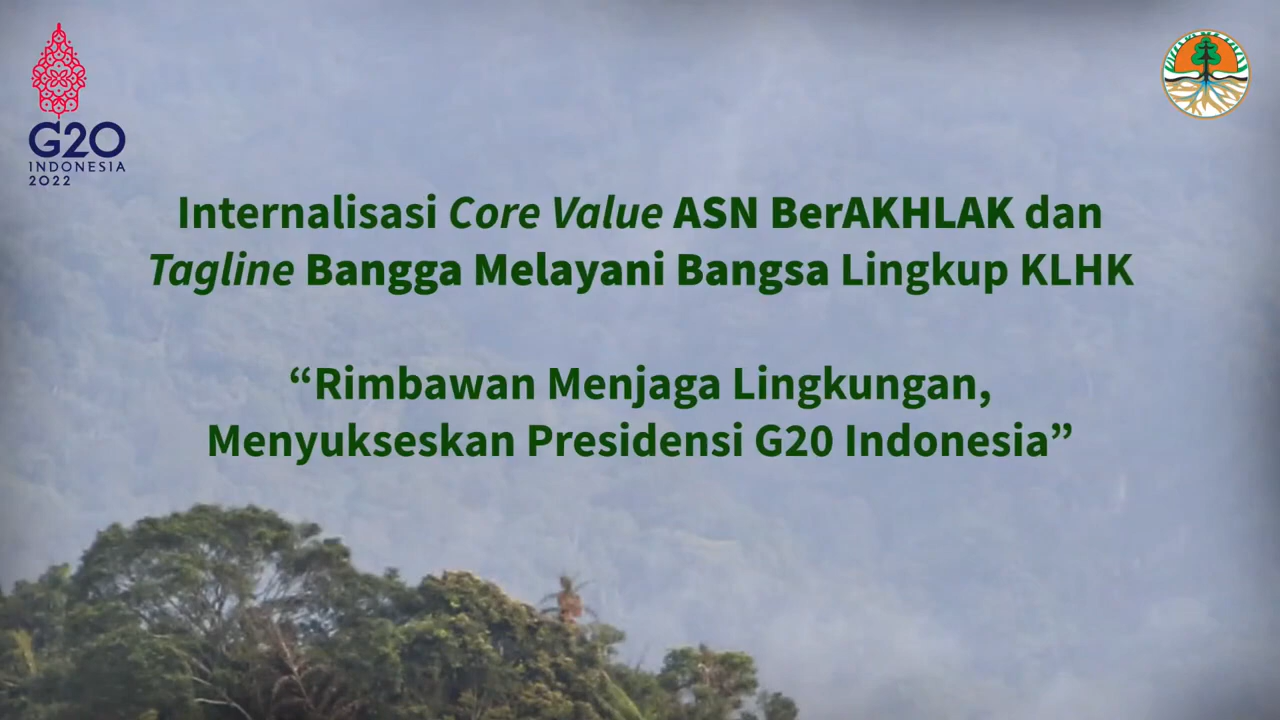 G20
INDONESIA
2022
Internalisasi Core Value ASN BerAKHLAK dan
Tagline Bangga Melayani Bangsa Lingkup KLHK
“Rimbawan Menjaga Lingkungan,
Menyukseskan Presidensi G20 Indonesia”